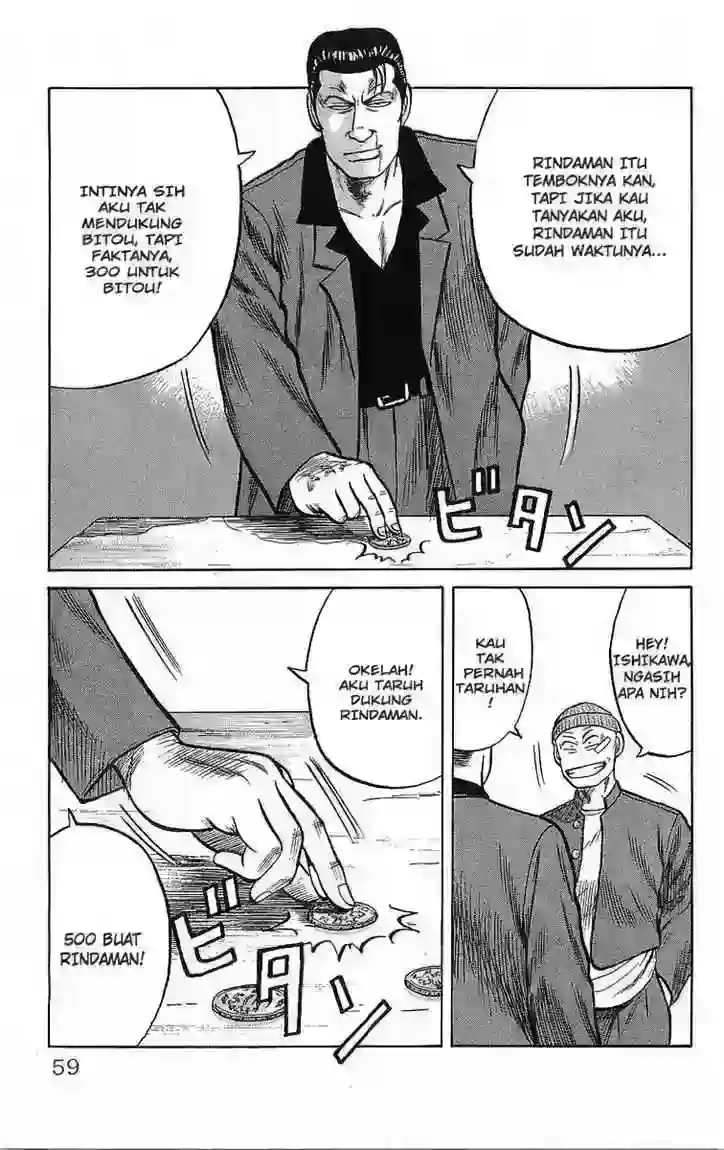 RINDAMAN ITU
TEMBOKNYA KAN,
TAPI JIKA KAU
TANYAKAN AKU,
RINDAMAN ITU
SUDAH WAKTUNYA...
INTINYA SIH
AKU TAK
MENDUKUNG
BITOU, TAPI
FAKTANYA,
300 UNTUK
BITOU!
ビタン
HEY!
ISHIKAWA,
NGASIH
APA NIH?
KAU
TAK
PERNAH
TARUHAN
!
OKELAH!
AKU TARUH
DUKUNG
RINDAMAN.
500 BUAT
RINDAMAN!
ビタン
59